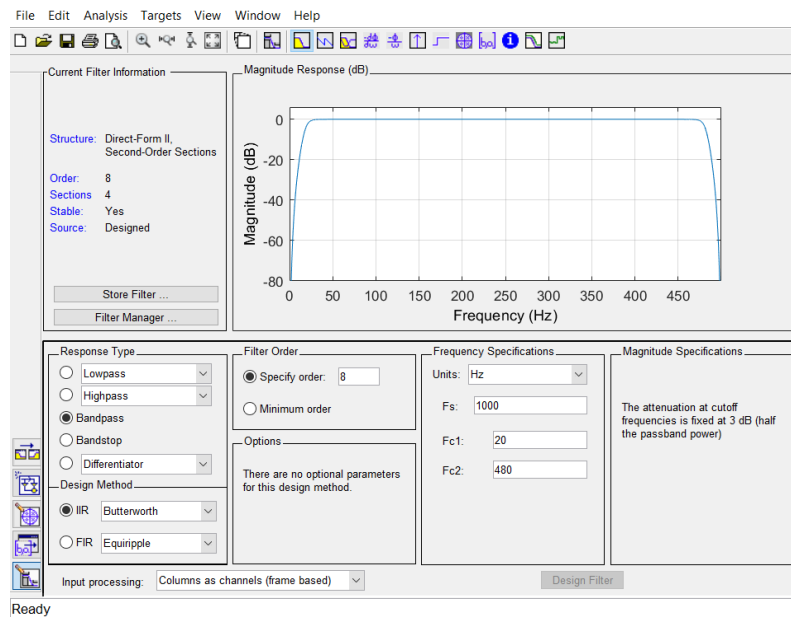 File Edit Analysis Targets View Window Help
Current Filter Information
Structure: Direct-Form II,
Second-Order Sections
Order: 8
Sections 4
Stable: Yes
Source: Designed
Store Filter ...
Filter Manager ...
Magnitude Response (dB)
Magnitude (dB)
0
-20
-40
-60
-80
0 50 100 150 200 250 300 350 400 450
Frequency (Hz)
Response Type
Lowpass
Highpass
Bandpass
Bandstop
Differentiator
Design Method
IIR Butterworth
FIR Equiripple
Filter Order
Specify order: 8
Minimum order
Options
There are no optional parameters
for this design method.
Frequency Specifications
Units: Hz
Fs: 1000
Fc1: 20
Fc2: 480
Magnitude Specifications
The attenuation at cutoff
frequencies is fixed at 3 dB (half
the passband power)
Input processing: Columns as channels (frame based)
Design Filter
Ready